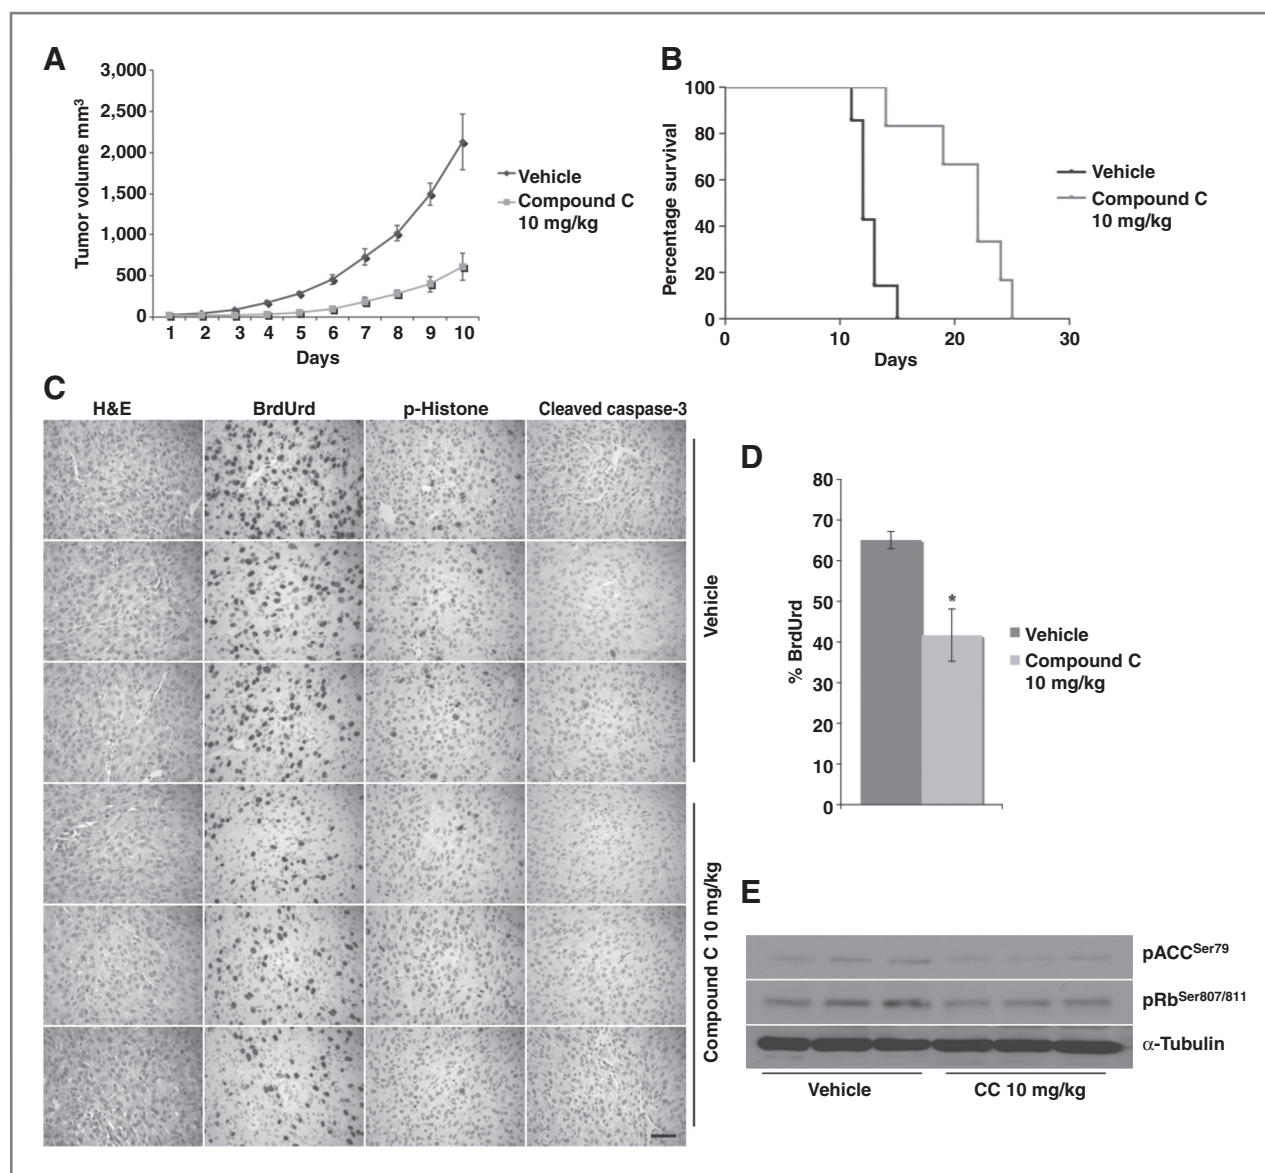 A
3,000
2,500
2,000
1,500
1,000
500
0
Tumor volume mm³
1 2 3 4 5 6 7 8 9 10
Days
Vehicle
Compound C
10 mg/kg
B
100
80
60
40
20
0
Percentage survival
0 10 20 30
Days
Vehicle
Compound C
10 mg/kg
C
H&E BrdUrd p-Histone Cleaved caspase-3
Vehicle
Compound C 10 mg/kg
D
80
70
60
50
40
30
20
10
0
% BrdUrd
*
Vehicle
Compound C
10 mg/kg
E
pACCSer79
pRbSer807/811
α-Tubulin
Vehicle CC 10 mg/kg